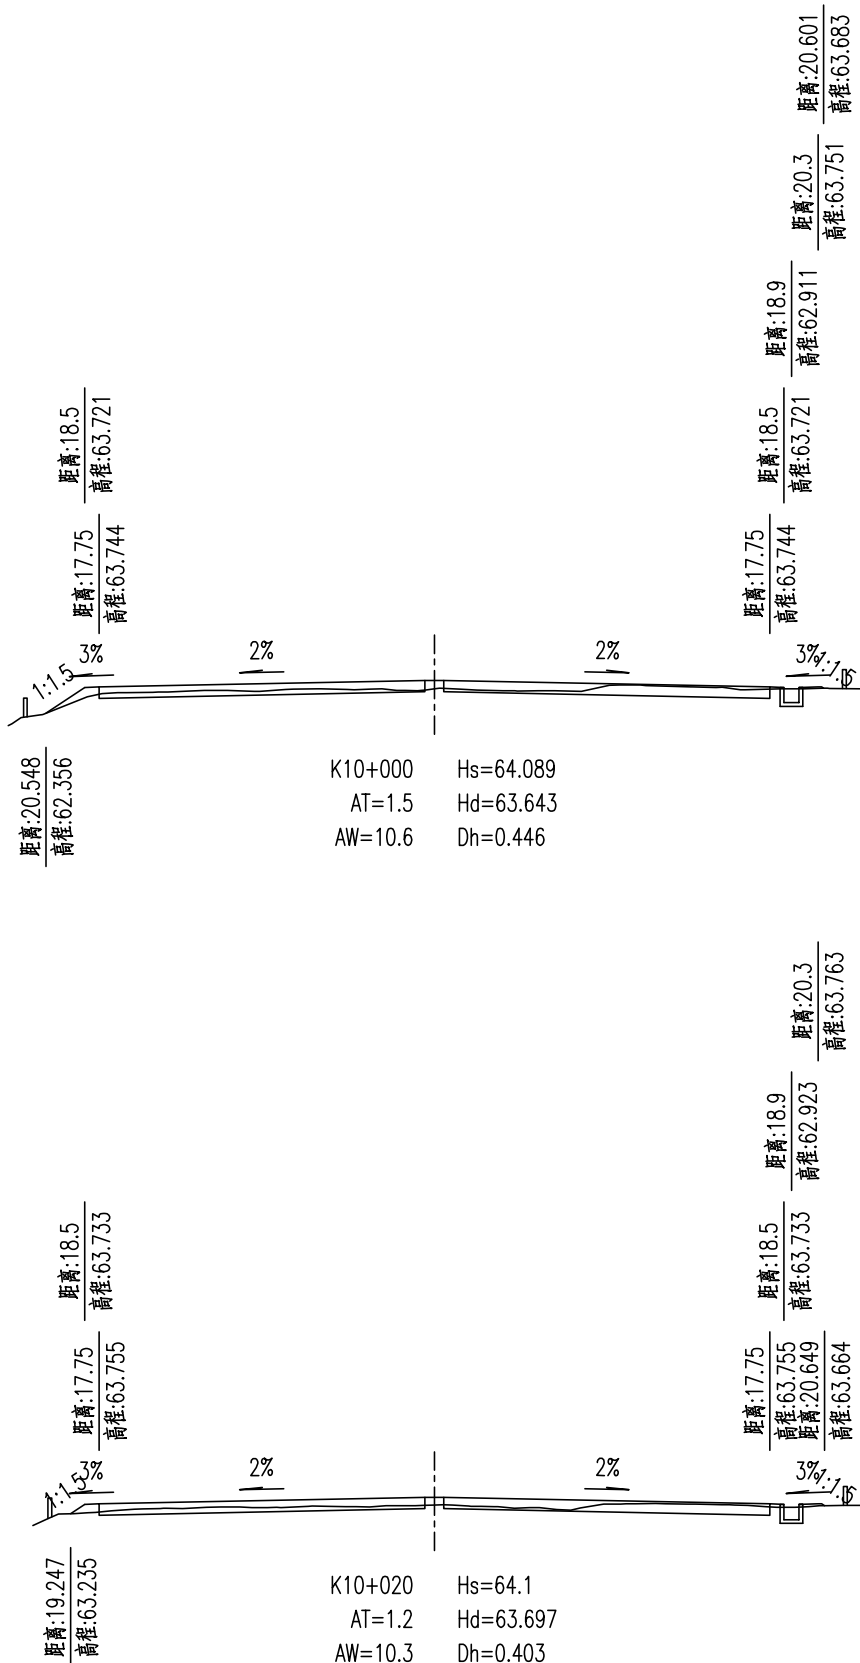 距离:20.601
高程:63.683
距离:20.3
高程:63.751
距离:18.9
高程:62.911
距离:18.5
高程:63.721
距离:18.5
高程:63.721
距离:17.75
高程:63.744
距离:17.75
高程:63.744
1:1.5
3%
2%
2%
3%
1:1.5
距离:20.548
高程:62.356
K10+000 Hs=64.089
AT=1.5 Hd=63.643
AW=10.6 Dh=0.446
距离:20.3
高程:63.763
距离:18.9
高程:62.923
距离:18.5
高程:63.733
距离:18.5
高程:63.733
距离:17.75
高程:63.755
距离:17.75
高程:63.755
距离:20.649
高程:63.664
1:1.5
3%
2%
2%
3%
1:1.5
距离:19.247
高程:63.235
K10+020 Hs=64.1
AT=1.2 Hd=63.697
AW=10.3 Dh=0.403